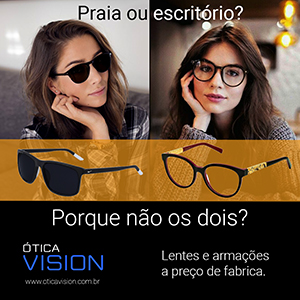 Praia ou escritório?
Porque não os dois?
ÓTICA
VISION
www.oticavision.com.br
Lentes e armações
a preço de fabrica.